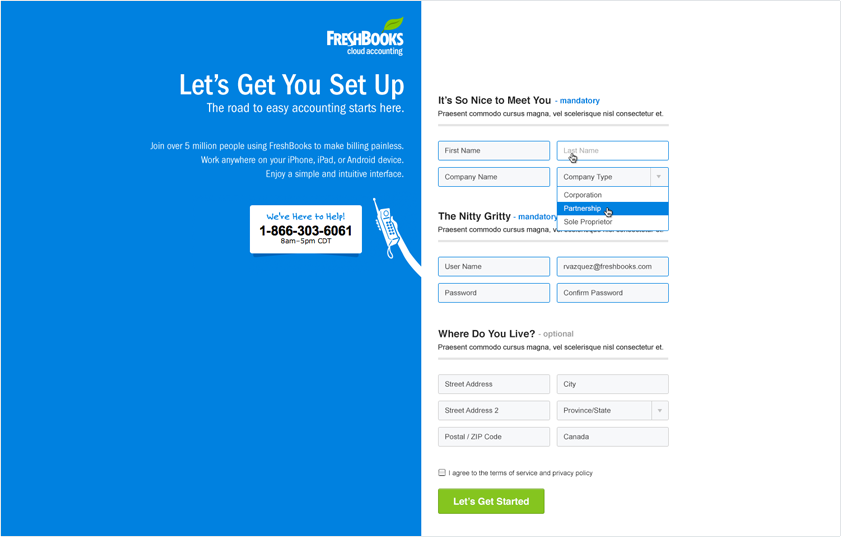 FRESHBOOKS
cloud accounting
Let's Get You Set Up
The road to easy accounting starts here.
Join over 5 million people using FreshBooks to make billing painless.
Work anywhere on your iPhone, iPad, or Android device.
Enjoy a simple and intuitive interface.
We're Here to Help!
1-866-303-6061
8am-5pm CDT
It's So Nice to Meet You - mandatory
Praesent commodo cursus magna, vel scelerisque nisl consectetur et.
First Name
Last Name
Company Name
Company Type
Corporation
Partnership
Sole Proprietor
The Nitty Gritty - mandatory
Praesent commodo cursus magna, vel scelerisque nisl consectetur et.
User Name
rvazquez@freshbooks.com
Password
Confirm Password
Where Do You Live? - optional
Praesent commodo cursus magna, vel scelerisque nisl consectetur et.
Street Address
City
Street Address 2
Province/State
Postal / ZIP Code
Canada
I agree to the terms of service and privacy policy
Let's Get Started